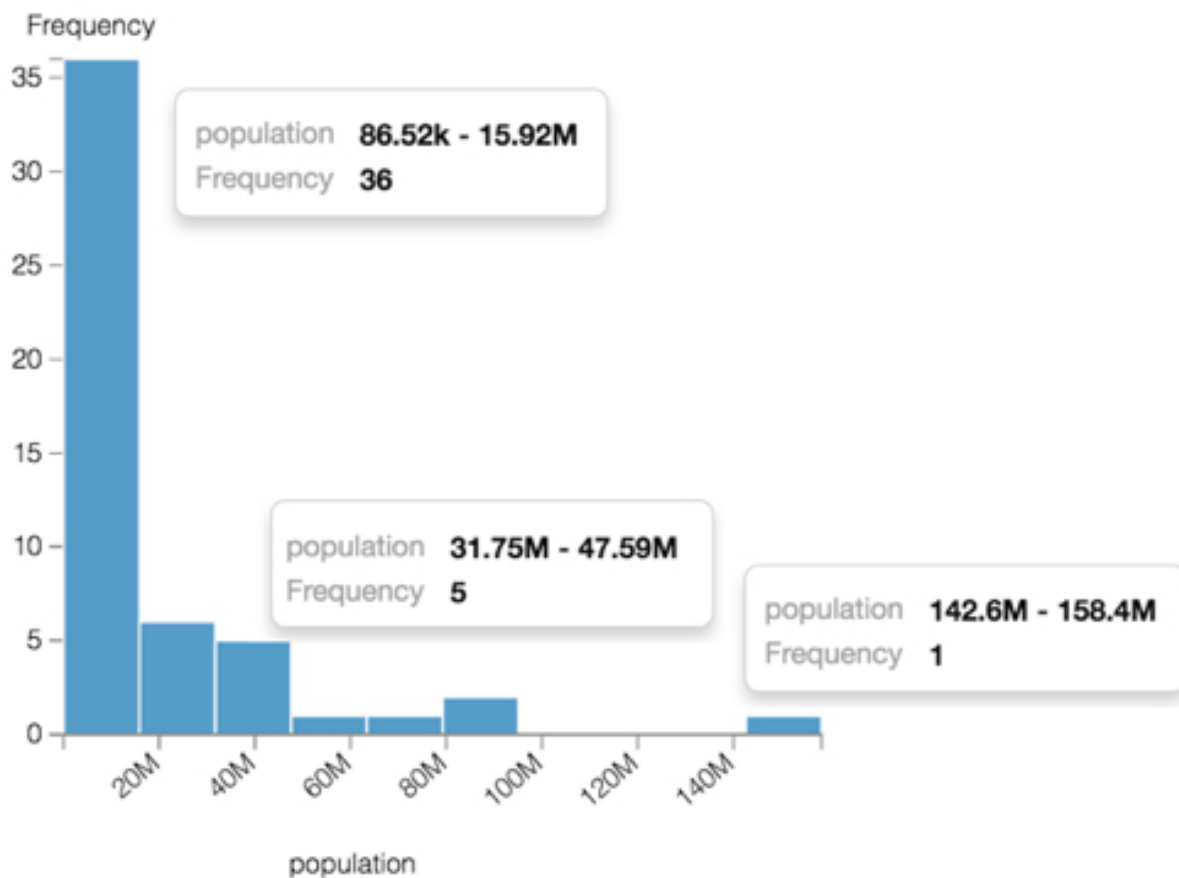 Frequency
35
population 86.52k - 15.92M
Frequency 36
30
25
20
15
10
population 31.75M - 47.59M
Frequency 5
population 142.6M - 158.4M
Frequency 1
5
0
20M
40M
60M
80M
100M
120M
140M
population